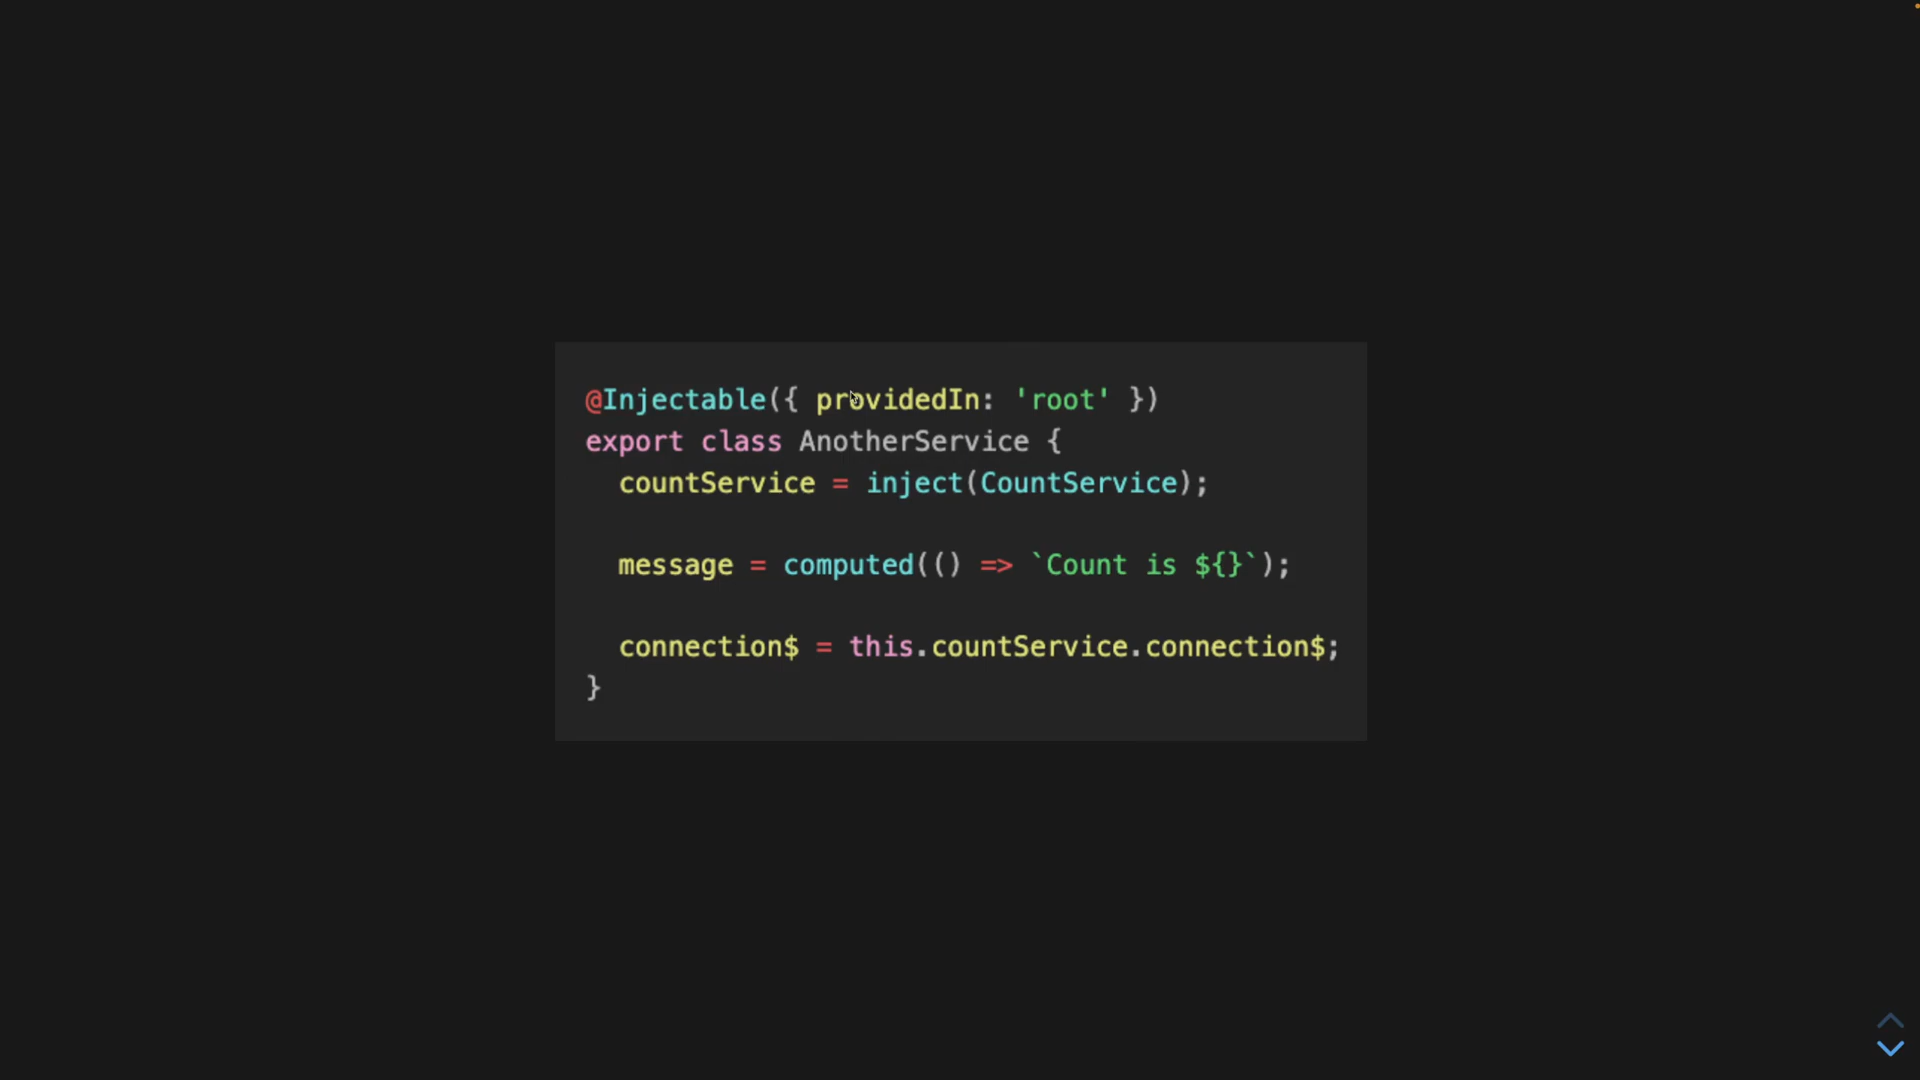 @Injectable({ providedIn: 'root' })
export class AnotherService {
  countService = inject(CountService);
  message = computed(() => `Count is ${}`);
  connection$ = this.countService.connection$;
}